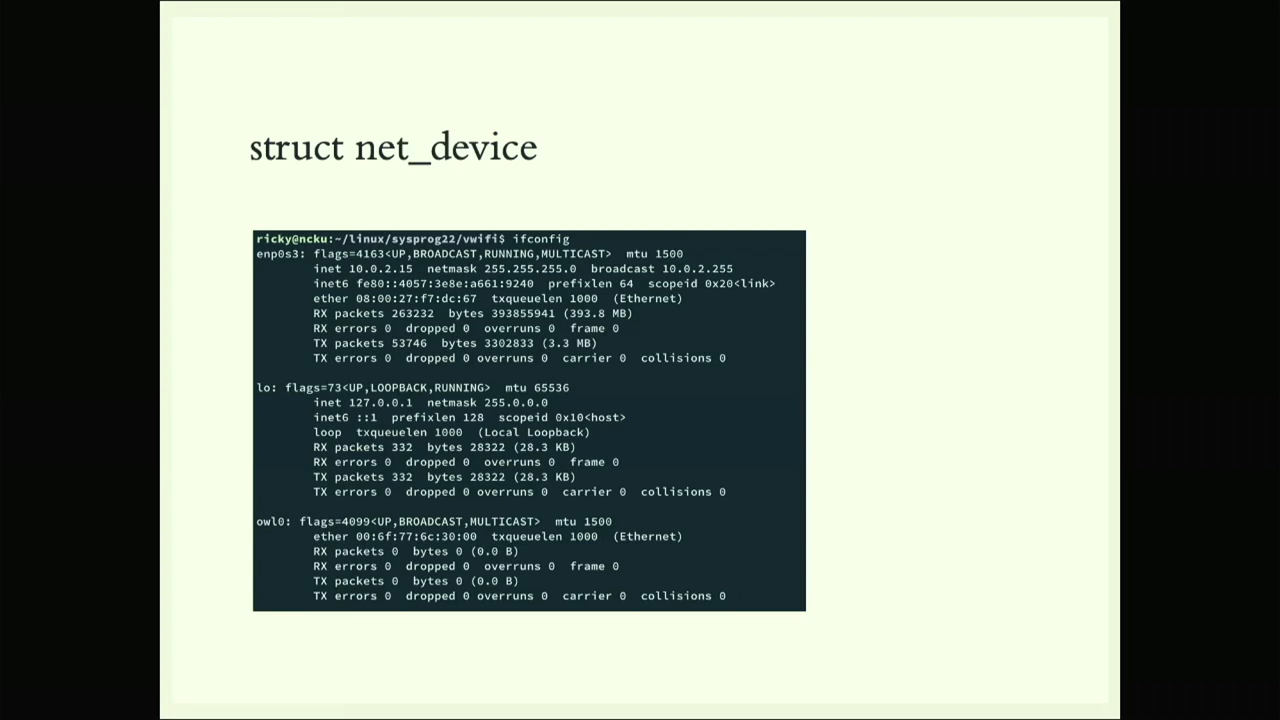 struct net_device
ricky@ncku:~/linux/sysprog22/vwifi$ ifconfig
enp0s3: flags=4163<UP,BROADCAST,RUNNING,MULTICAST>  mtu 1500
        inet 10.0.2.15  netmask 255.255.255.0  broadcast 10.0.2.255
        inet6 fe80::4057:3e8e:a661:9240  prefixlen 64  scopeid 0x20<link>
        ether 08:00:27:f7:dc:67  txqueuelen 1000  (Ethernet)
        RX packets 263232  bytes 393855941 (393.8 MB)
        RX errors 0  dropped 0  overruns 0  frame 0
        TX packets 53746  bytes 3302833 (3.3 MB)
        TX errors 0  dropped 0 overruns 0  carrier 0  collisions 0
lo: flags=73<UP,LOOPBACK,RUNNING>  mtu 65536
        inet 127.0.0.1  netmask 255.0.0.0
        inet6 ::1  prefixlen 128  scopeid 0x10<host>
        loop  txqueuelen 1000  (Local Loopback)
        RX packets 332  bytes 28322 (28.3 KB)
        RX errors 0  dropped 0  overruns 0  frame 0
        TX packets 332  bytes 28322 (28.3 KB)
        TX errors 0  dropped 0 overruns 0  carrier 0  collisions 0
owl0: flags=4099<UP,BROADCAST,MULTICAST>  mtu 1500
        ether 00:6f:77:6c:30:00  txqueuelen 1000  (Ethernet)
        RX packets 0  bytes 0 (0.0 B)
        RX errors 0  dropped 0  overruns 0  frame 0
        TX packets 0  bytes 0 (0.0 B)
        TX errors 0  dropped 0 overruns 0  carrier 0  collisions 0